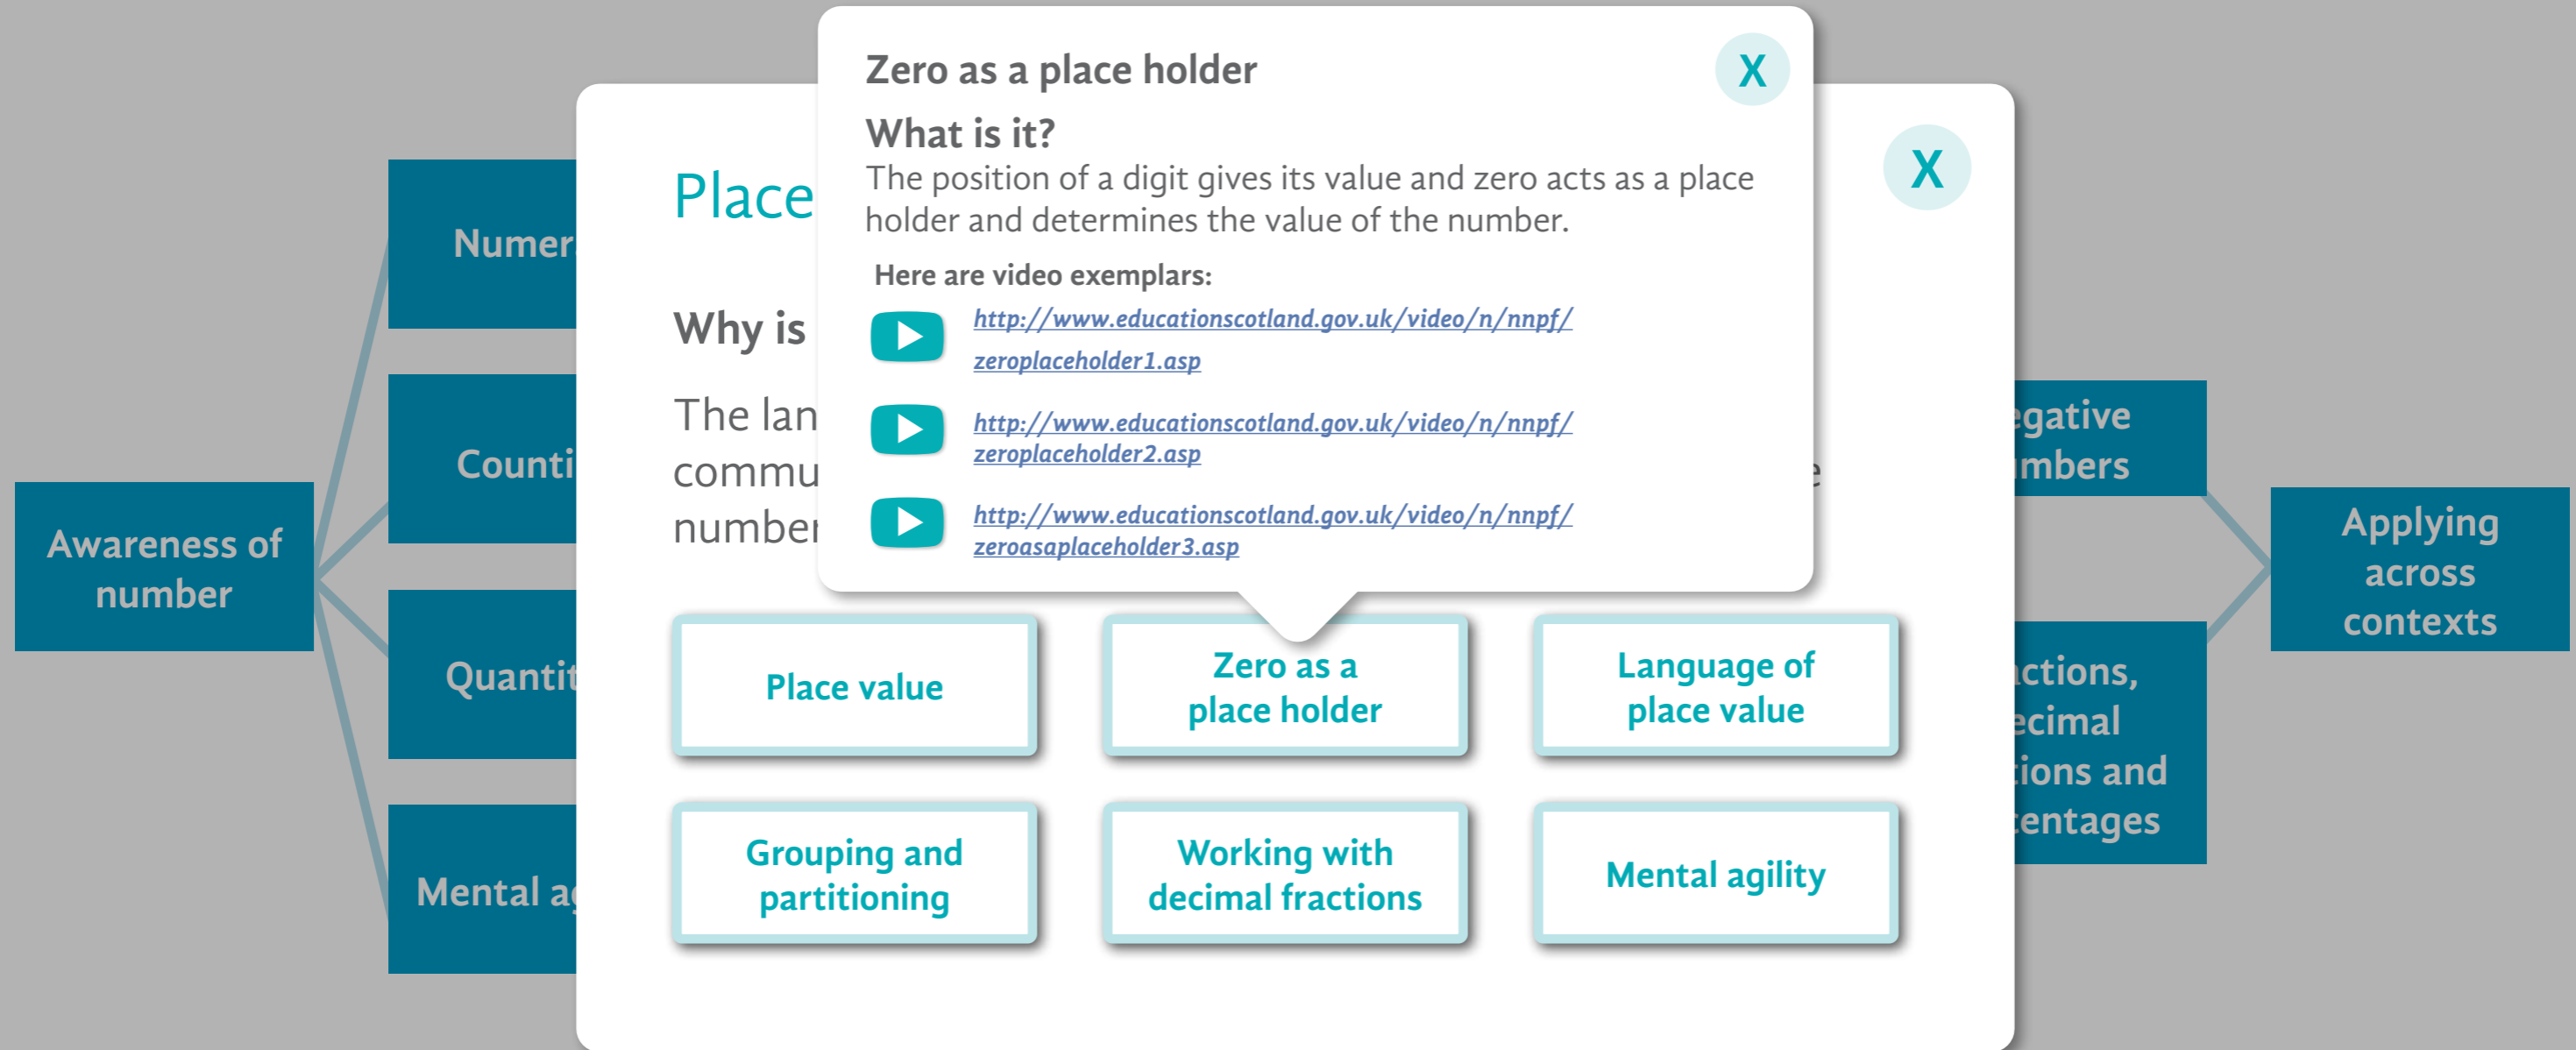 Zero as a place holder
X
What is it?
The position of a digit gives its value and zero acts as a place
holder and determines the value of the number.
Here are video exemplars:
http://www.educationscotland.gov.uk/video/n/nnpf/
zeroplaceholder1.asp
http://www.educationscotland.gov.uk/video/n/nnpf/
zeroplaceholder2.asp
http://www.educationscotland.gov.uk/video/n/nnpf/
zeroasaplaceholder3.asp
Place
X
Why is
The lan
commu
number
e
Place value
Zero as a
place holder
Language of
place value
Grouping and
partitioning
Working with
decimal fractions
Mental agility
Awareness of
number
Numer
Counti
Quantit
Mental ag
egative
mbers
ctions,
ecimal
tions and
entages
Applying
across
contexts